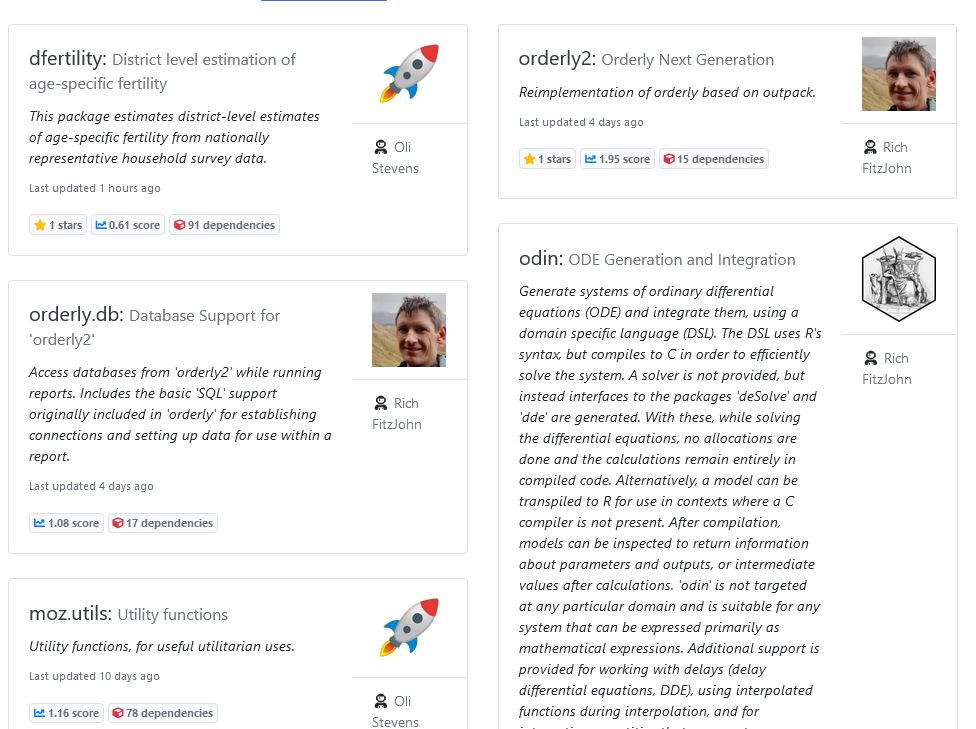 dfertility: District level estimation of
age-specific fertility
This package estimates district-level estimates
of age-specific fertility from nationally
representative household survey data.
Last updated 1 hours ago
1 stars 0.61 score 91 dependencies
Oli
Stevens
orderly.db: Database Support for
'orderly2'
Access databases from 'orderly2' while running
reports. Includes the basic 'SQL' support
originally included in 'orderly' for establishing
connections and setting up data for use within a
report.
Last updated 4 days ago
1.08 score 17 dependencies
Rich
FitzJohn
moz.utils: Utility functions
Utility functions, for useful utilitarian uses.
Last updated 10 days ago
1.16 score 78 dependencies
Oli
Stevens
orderly2: Orderly Next Generation
Reimplementation of orderly based on outpack.
Last updated 4 days ago
1 stars 1.95 score 15 dependencies
Rich
FitzJohn
odin: ODE Generation and Integration
Generate systems of ordinary differential
equations (ODE) and integrate them, using a
domain specific language (DSL). The DSL uses R's
syntax, but compiles to C in order to efficiently
solve the system. A solver is not provided, but
instead interfaces to the packages 'deSolve' and
'dde' are generated. With these, while solving
the differential equations, no allocations are
done and the calculations remain entirely in
compiled code. Alternatively, a model can be
transpiled to R for use in contexts where a C
compiler is not present. After compilation,
models can be inspected to return information
about parameters and outputs, or intermediate
values after calculations. 'odin' is not targeted
at any particular domain and is suitable for any
system that can be expressed primarily as
mathematical expressions. Additional support is
provided for working with delays (delay
differential equations, DDE), using interpolated
functions during interpolation, and for
Rich
FitzJohn